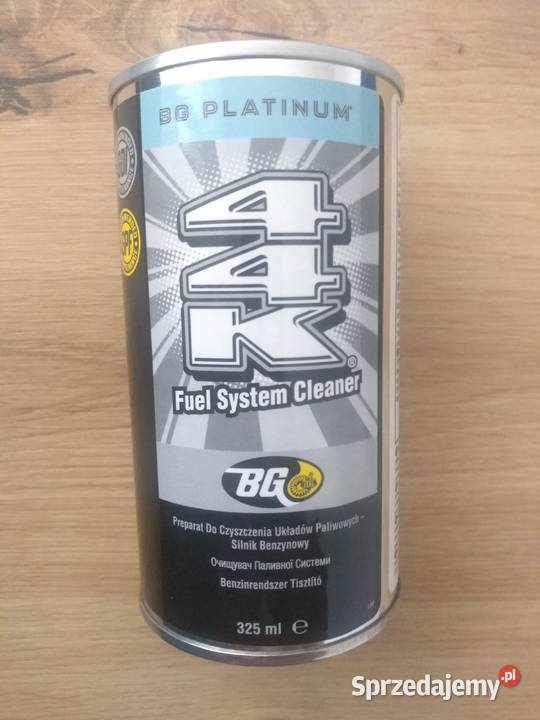 BG PLATINUM®
44K®
Fuel System Cleaner
BG
Preparat Do Czyszczenia Układów Paliwowych –
Silnik Benzynowy
Очищувач Паливної Системи
Benzinrendszer Tisztító
325 ml ℮
Sprzedajemy.pl